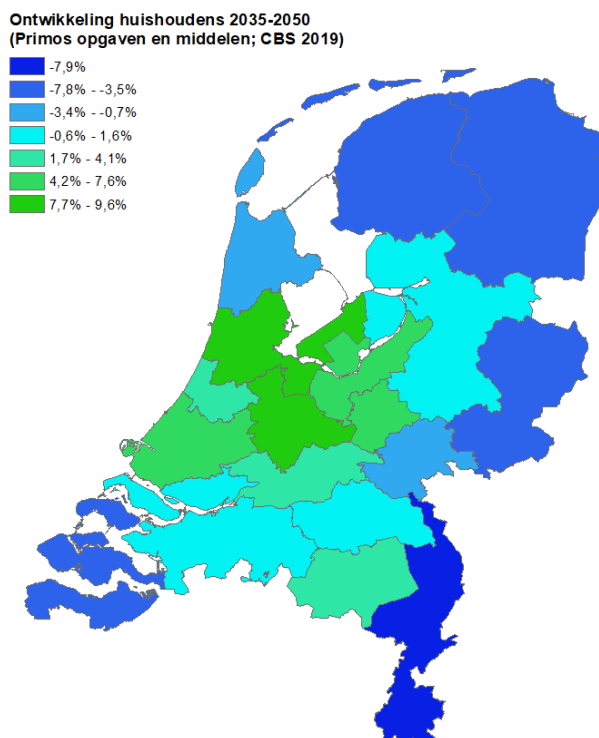 Ontwikkeling huishoudens 2035-2050
(Primos opgaven en middelen; CBS 2019)
-7,9%
-7,8% - -3,5%
-3,4% - -0,7%
-0,6% - 1,6%
1,7% - 4,1%
4,2% - 7,6%
7,7% - 9,6%